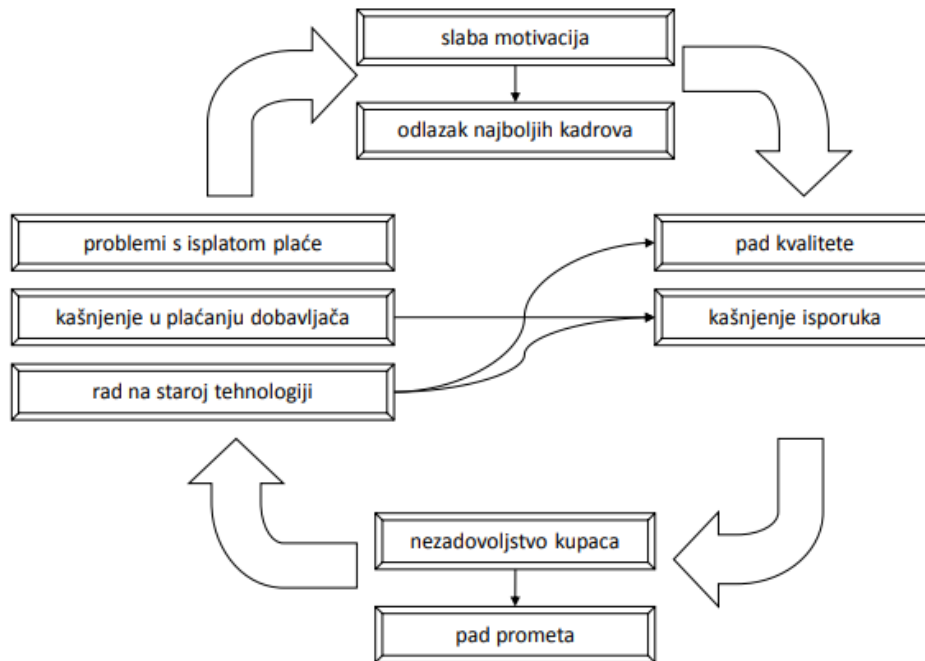 slaba motivacija
odlazak najboljih kadrova
problemi s isplatom plaće
pad kvalitete
kašnjenje u plaćanju dobavljača
kašnjenje isporuka
rad na staroj tehnologiji
nezadovoljstvo kupaca
pad prometa